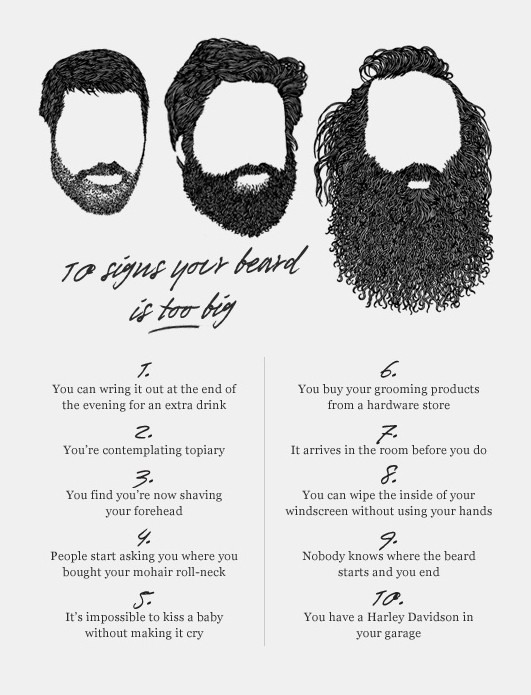 10 signs your beard
is too big
1.
You can wring it out at the end of
the evening for an extra drink
2.
You're contemplating topiary
3.
You find you're now shaving
your forehead
4.
People start asking you where you
bought your mohair roll-neck
5.
It's impossible to kiss a baby
without making it cry
6.
You buy your grooming products
from a hardware store
7.
It arrives in the room before you do
8.
You can wipe the inside of your
windscreen without using your hands
9.
Nobody knows where the beard
starts and you end
10.
You have a Harley Davidson in
your garage